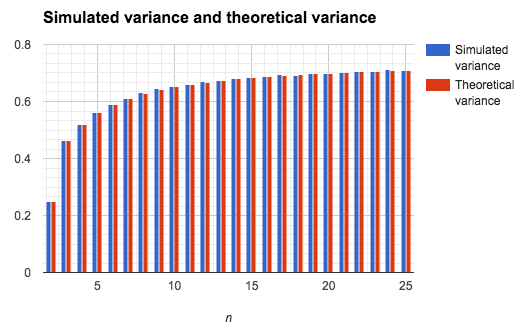 Simulated variance and theoretical variance
0.8
0.6
0.4
0.2
0
5
10
15
20
25
n
Simulated
variance
Theoretical
variance